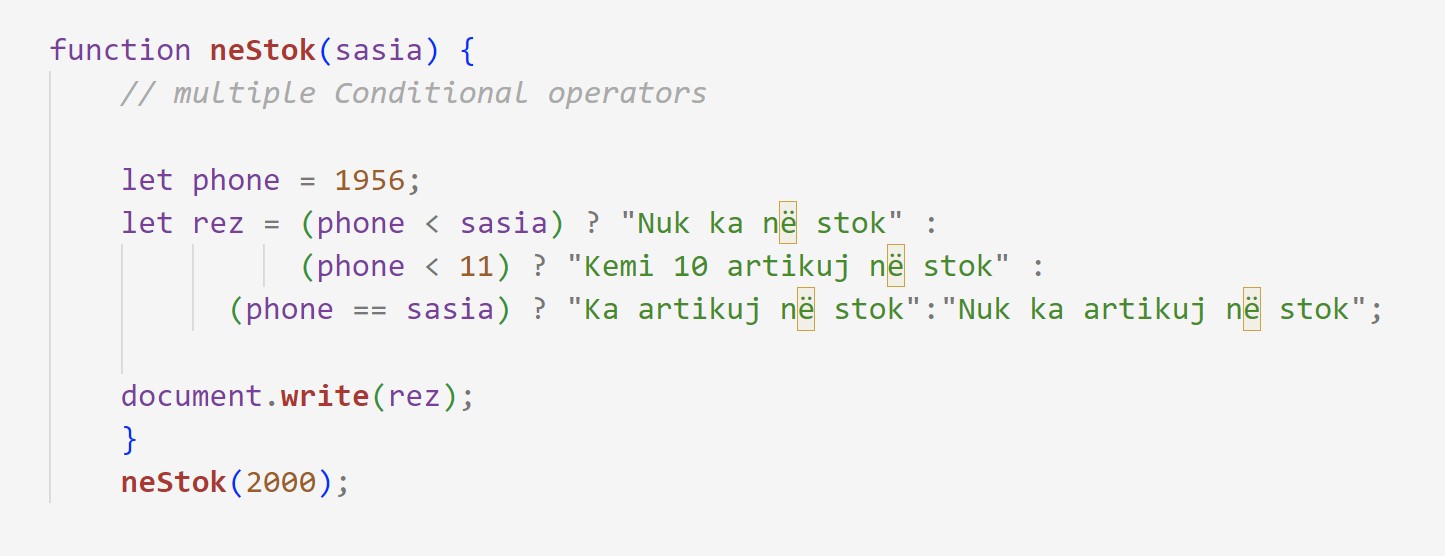 function neStok(sasia) {
// multiple Conditional operators
let phone = 1956;
let rez = (phone < sasia) ? "Nuk ka në stok" :
(phone < 11) ? "Kemi 10 artikuj në stok" :
(phone == sasia) ? "Ka artikuj në stok":"Nuk ka artikuj në stok";
document.write(rez);
}
neStok(2000);